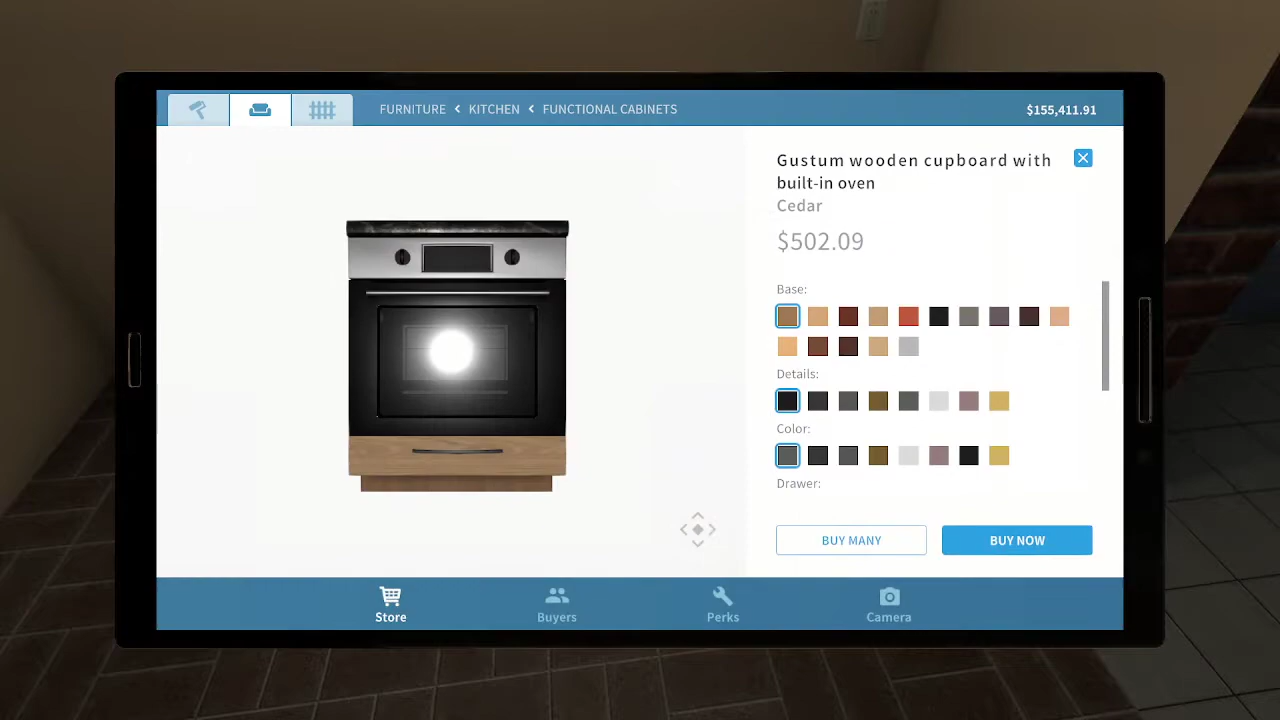 FURNITURE < KITCHEN < FUNCTIONAL CABINETS
$155,411.91
Gustum wooden cupboard with
built-in oven
Cedar
$502.09
Base:
Details:
Color:
Drawer:
BUY MANY
BUY NOW
Store
Buyers
Perks
Camera